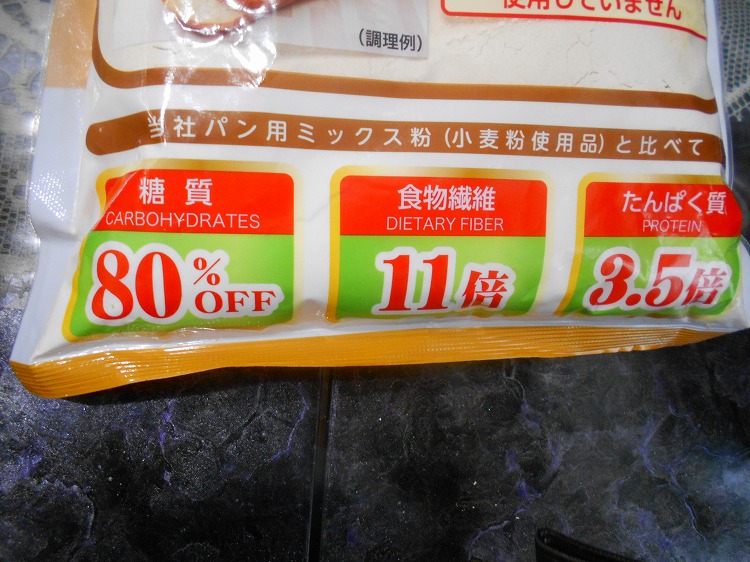 使用していません
(調理例)
当社パン用ミックス粉(小麦粉使用品)と比べて
糖質
CARBOHYDRATES
80%OFF
食物繊維
DIETARY FIBER
11倍
たんぱく質
PROTEIN
3.5倍